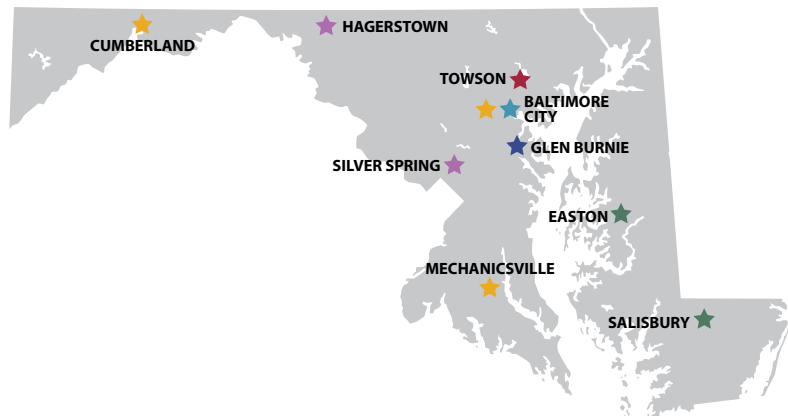 CUMBERLAND
HAGERSTOWN
TOWSON
BALTIMORE
CITY
GLEN BURNIE
SILVER SPRING
EASTON
MECHANICSVILLE
SALISBURY